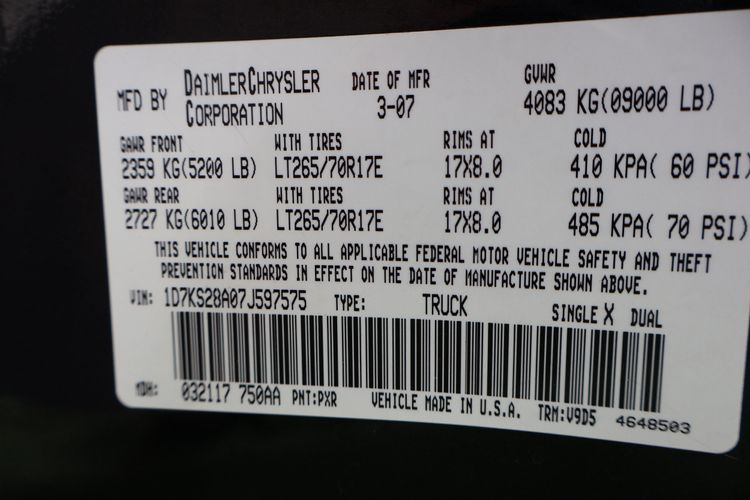 MFD BY DAIMLERCHRYSLER CORPORATION DATE OF MFR 3-07 GVWR 4083 KG(09000 LB)
GAWR FRONT WITH TIRES RIMS AT COLD
2359 KG(5200 LB) LT265/70R17E 17X8.0 410 KPA( 60 PSI)
GAWR REAR WITH TIRES RIMS AT COLD
2727 KG(6010 LB) LT265/70R17E 17X8.0 485 KPA( 70 PSI)
THIS VEHICLE CONFORMS TO ALL APPLICABLE FEDERAL MOTOR VEHICLE SAFETY AND THEFT
PREVENTION STANDARDS IN EFFECT ON THE DATE OF MANUFACTURE SHOWN ABOVE.
VIN: 1D7KS28A07J597575 TYPE: TRUCK SINGLE X DUAL
MDH: 032117 750AA PNT:PXR VEHICLE MADE IN U.S.A. TRM:V9D5 4648503